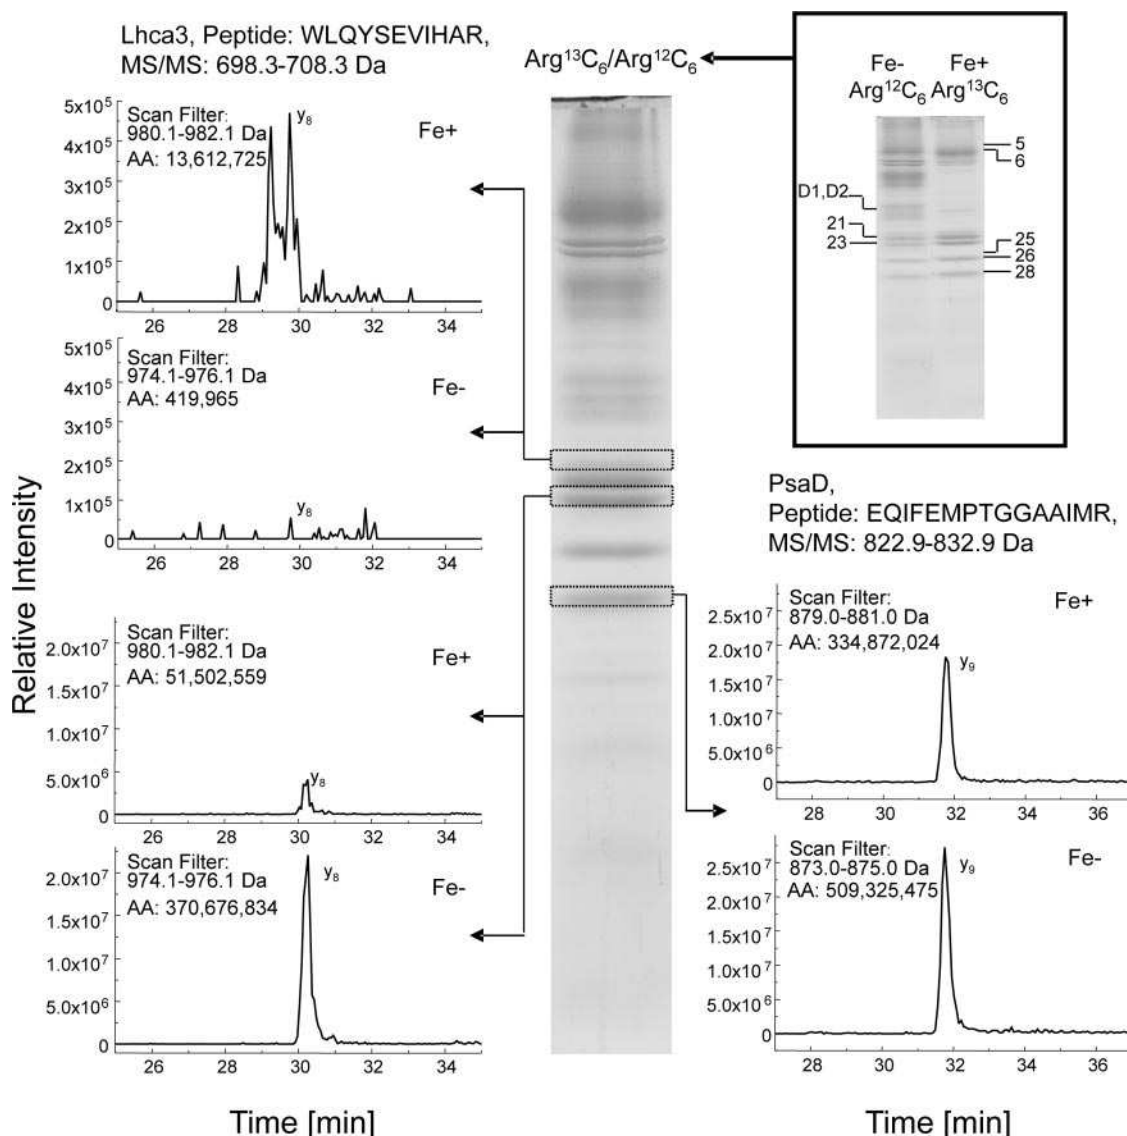 Lhca3, Peptide: WLQYSEVIHAR,
MS/MS: 698.3-708.3 Da
5x10⁵
4x10⁵
3x10⁵
2x10⁵
1x10⁵
0
Scan Filter:
980.1-982.1 Da
AA: 13,612,725
y₈
Fe+
26 28 30 32 34
5x10⁵
4x10⁵
3x10⁵
2x10⁵
1x10⁵
0
Scan Filter:
974.1-976.1 Da
AA: 419,965
y₈
Fe-
26 28 30 32 34
Relative Intensity
2.0x10⁷
1.5x10⁷
1.0x10⁷
5.0x10⁶
0
Scan Filter:
980.1-982.1 Da
AA: 51,502,559
y₈
Fe+
26 28 30 32 34
2.0x10⁷
1.5x10⁷
1.0x10⁷
5.0x10⁶
0
Scan Filter:
974.1-976.1 Da
AA: 370,676,834
y₈
Fe-
26 28 30 32 34
Time [min]
Arg¹³C₆/Arg¹²C₆
Fe- Fe+
Arg¹²C₆ Arg¹³C₆
5
6
D1,D2
21
23
25
26
28
PsaD,
Peptide: EQIFEMPTGGAAIMR,
MS/MS: 822.9-832.9 Da
2.5x10⁷
2.0x10⁷
1.5x10⁷
1.0x10⁷
5.0x10⁶
0
Scan Filter:
879.0-881.0 Da
AA: 334,872,024
y₉
Fe+
28 30 32 34 36
2.5x10⁷
2.0x10⁷
1.5x10⁷
1.0x10⁷
5.0x10⁶
0
Scan Filter:
873.0-875.0 Da
AA: 509,325,475
y₉
Fe-
28 30 32 34 36
Time [min]